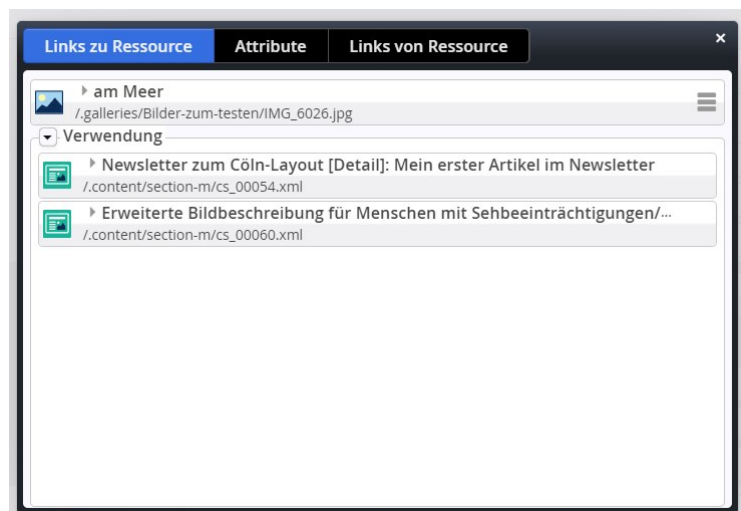 Links zu Ressource
Attribute
Links von Ressource
×
am Meer
/.galleries/Bilder-zum-testen/IMG_6026.jpg
Verwendung
Newsletter zum Cöln-Layout [Detail]: Mein erster Artikel im Newsletter
/.content/section-m/cs_00054.xml
Erweiterte Bildbeschreibung für Menschen mit Sehbeeinträchtigungen/...
/.content/section-m/cs_00060.xml